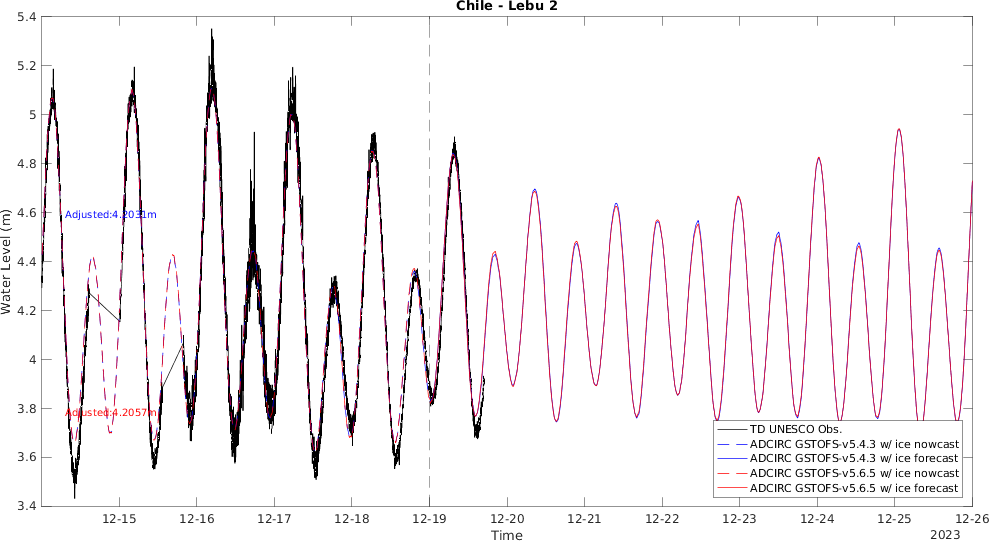 Chile - Lebu 2
5.4
5.2
5
4.8
4.6
4.4
4.2
4
3.8
3.6
3.4
Water Level (m)
Adjusted:4.2031m
Adjusted:4.2057m
TD UNESCO Obs.
ADCIRC GSTOFS-v5.4.3 w/ ice nowcast
ADCIRC GSTOFS-v5.4.3 w/ ice forecast
ADCIRC GSTOFS-v5.6.5 w/ ice nowcast
ADCIRC GSTOFS-v5.6.5 w/ ice forecast
12-15 12-16 12-17 12-18 12-19 12-20 12-21 12-22 12-23 12-24 12-25 12-26
Time
2023